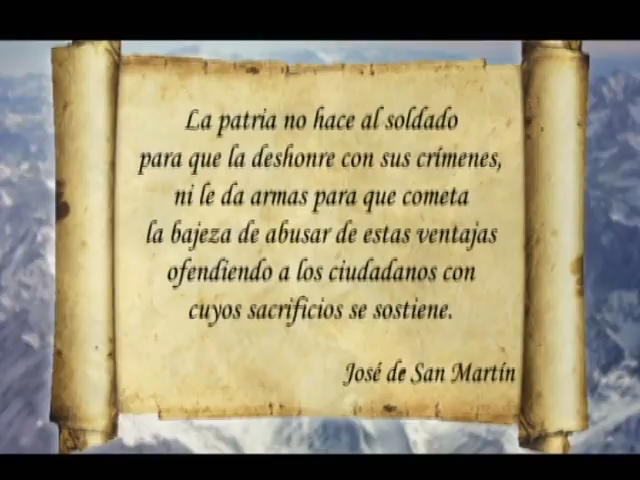 La patria no hace al soldado
para que la deshonre con sus crímenes,
ni le da armas para que cometa
la bajeza de abusar de estas ventajas
ofendiendo a los ciudadanos con
cuyos sacrificios se sostiene.
José de San Martín